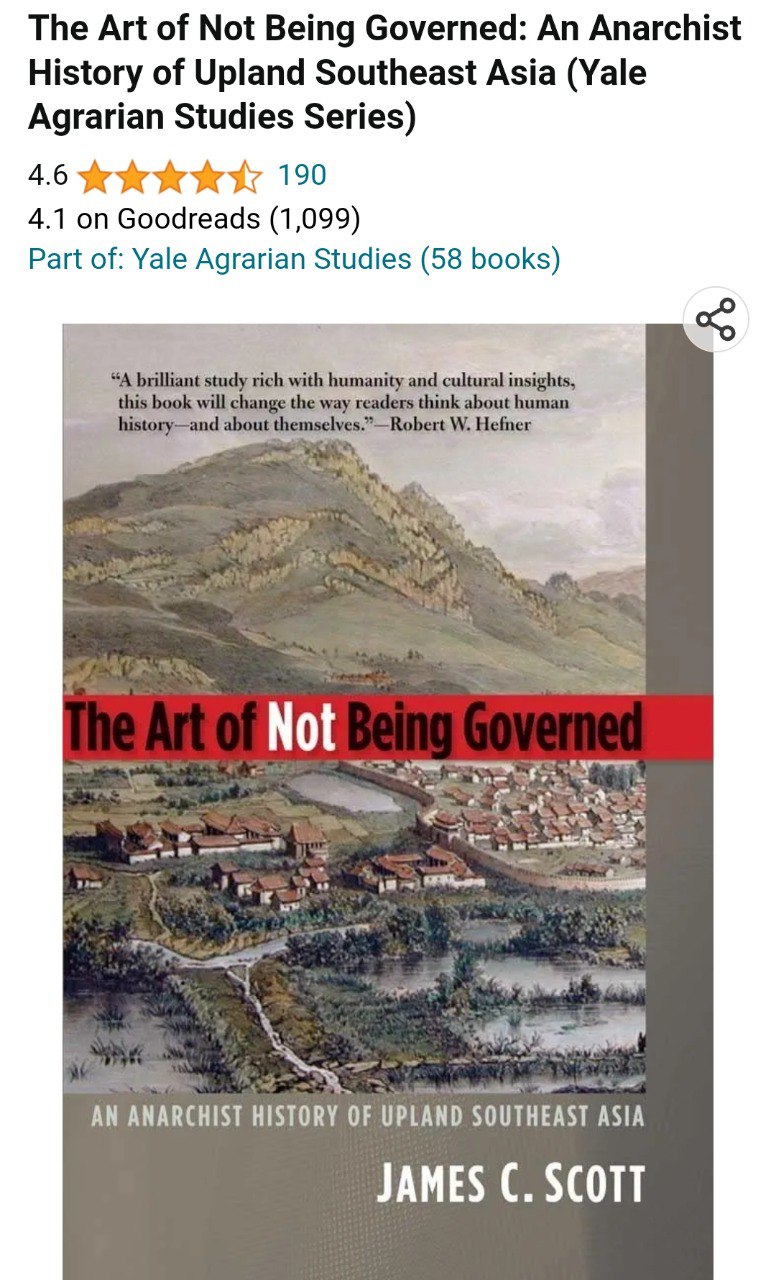 The Art of Not Being Governed: An Anarchist
History of Upland Southeast Asia (Yale
Agrarian Studies Series)
4.6 190
4.1 on Goodreads (1,099)
Part of: Yale Agrarian Studies (58 books)
“A brilliant study rich with humanity and cultural insights,
this book will change the way readers think about human
history—and about themselves.”—Robert W. Hefner
The Art of Not Being Governed
AN ANARCHIST HISTORY OF UPLAND SOUTHEAST ASIA
JAMES C. SCOTT